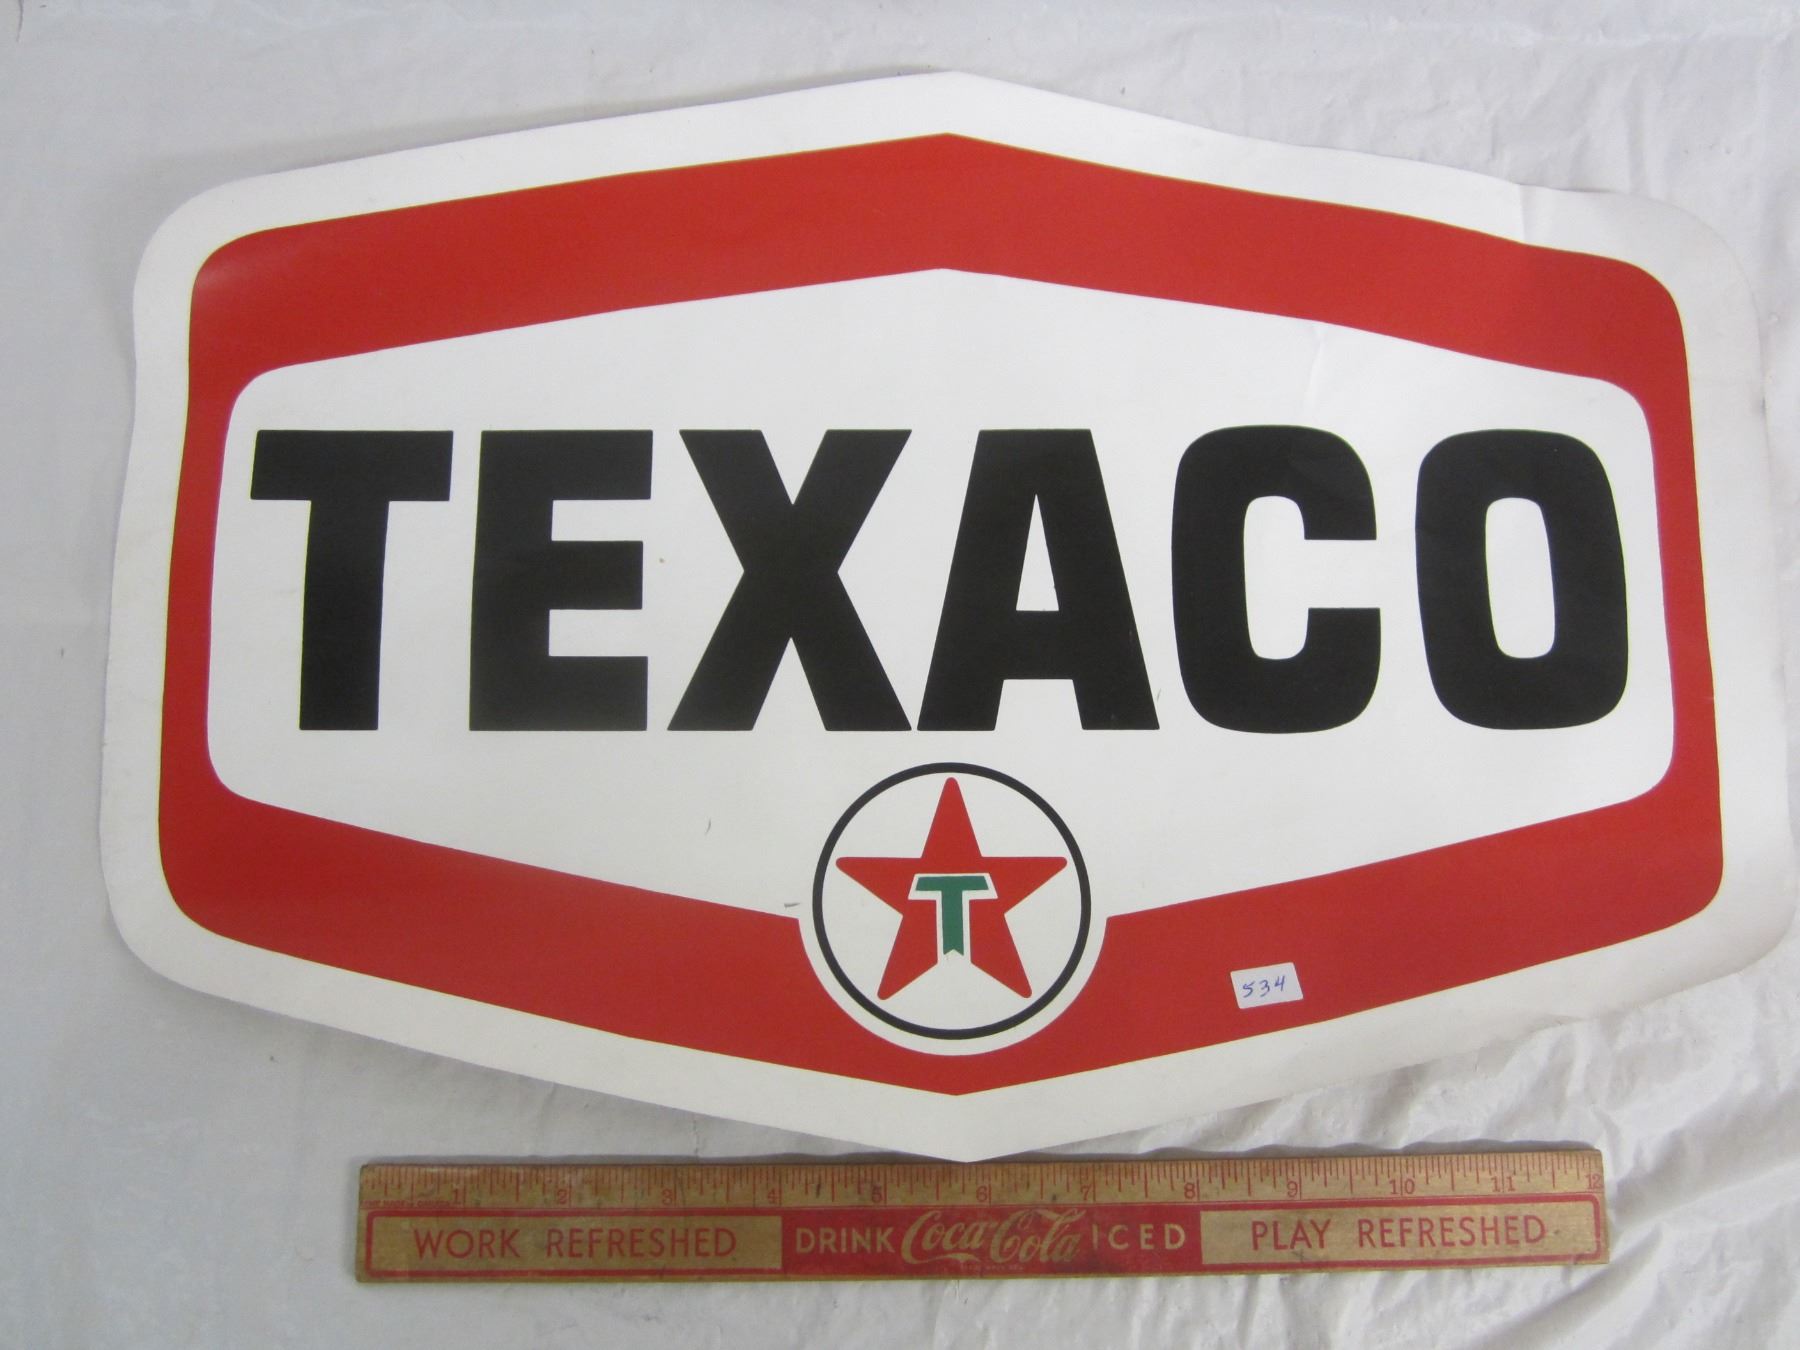 TEXACO
T
534
1 2 3 4 5 6 7 8 9 10 11 12
WORK REFRESHED DRINK Coca-Cola ICED PLAY REFRESHED